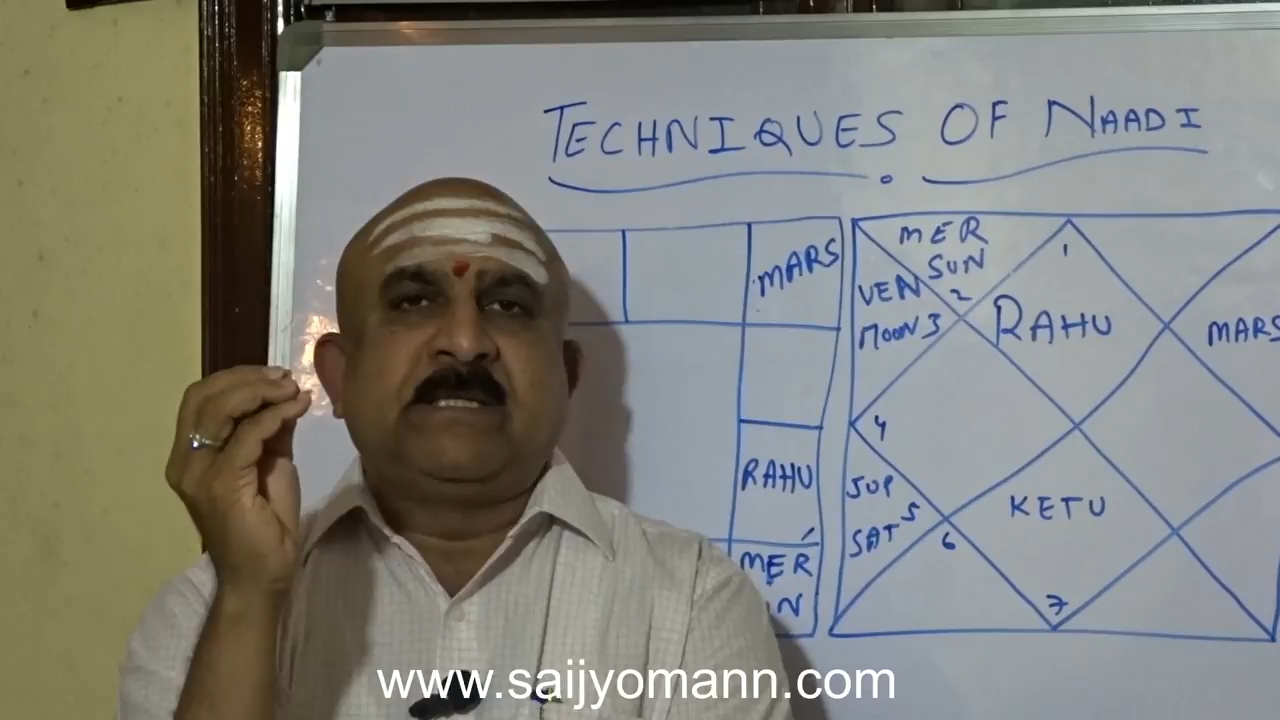 TECHNIQUES OF NAADI
MARS
RAHU
MER
MER
SUN
VEN
2
MOON 3
1
RAHU
MARS
4
JUP
SAT 5
6
KETU
7
www.saijyomann.com